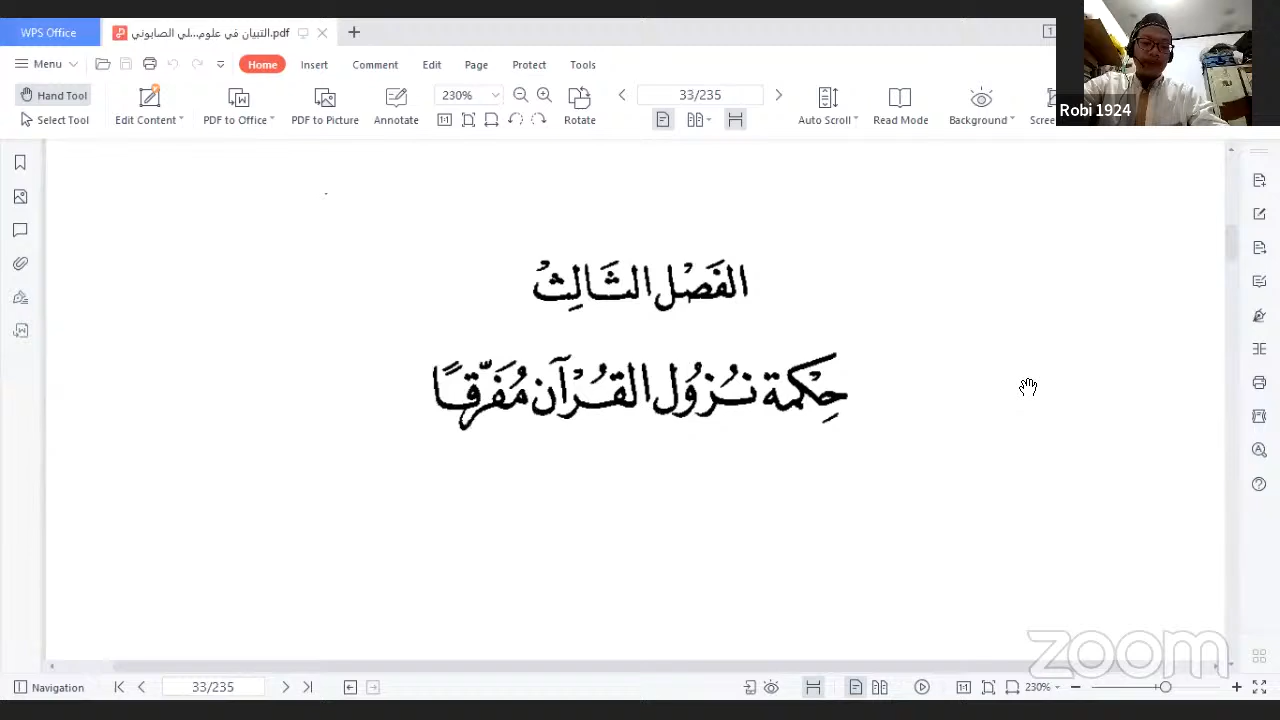 WPS Office
التبيان في علوم...لي الصابوني.pdf
Menu
Home
Insert
Comment
Edit
Page
Protect
Tools
Hand Tool
Select Tool
Edit Content
PDF to Office
PDF to Picture
Annotate
230%
33/235
Rotate
Auto Scroll
Read Mode
Background
Scree
Robi 1924
الفَصْل الثَالِثْ
حِكْمة نُزُول القُرْآن مُفَرّقًا
zoom
Navigation
33/235
230%